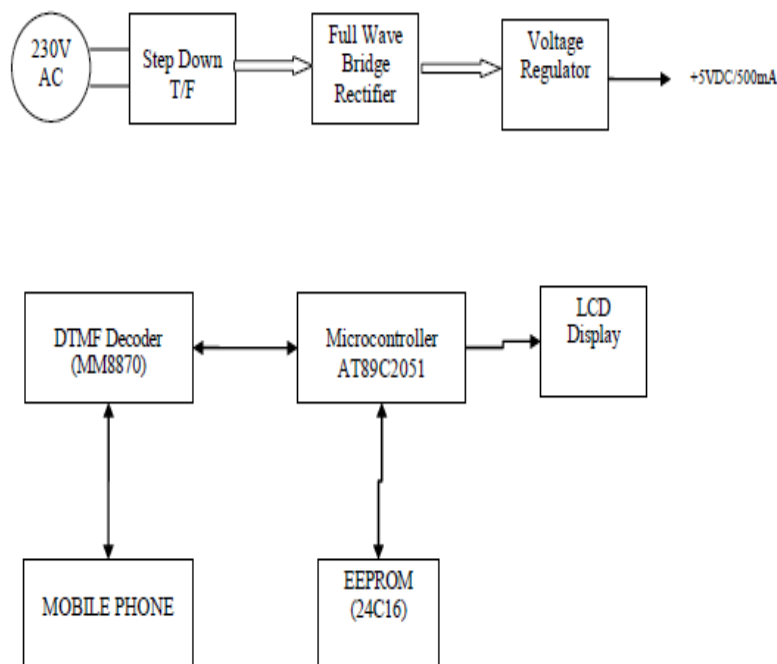 230V
AC
Step Down
T/F
Full Wave
Bridge
Rectifier
Voltage
Regulator
+5VDC/500mA
DTMF Decoder
(MM8870)
Microcontroller
AT89C2051
LCD
Display
MOBILE PHONE
EEPROM
(24C16)